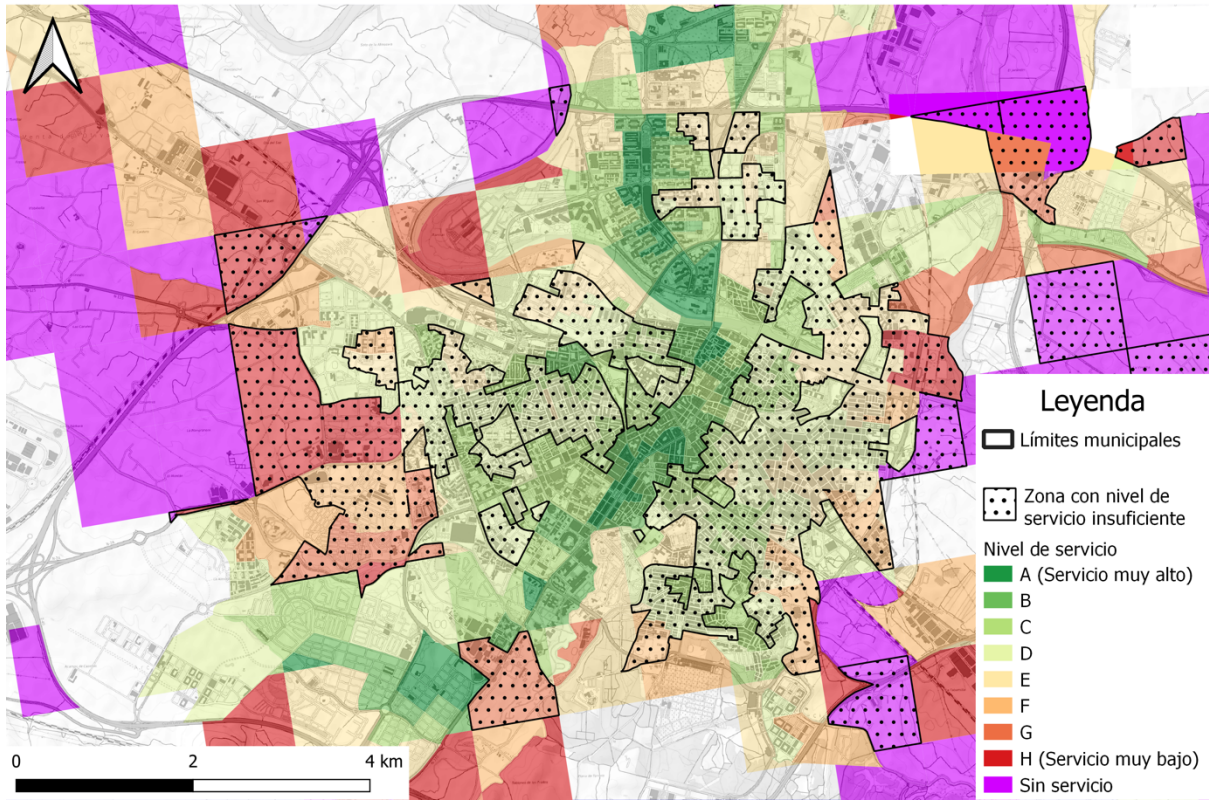 Leyenda
Límites municipales
Zona con nivel de
servicio insuficiente
Nivel de servicio
A (Servicio muy alto)
B
C
D
E
F
G
H (Servicio muy bajo)
Sin servicio
0
2
4 km